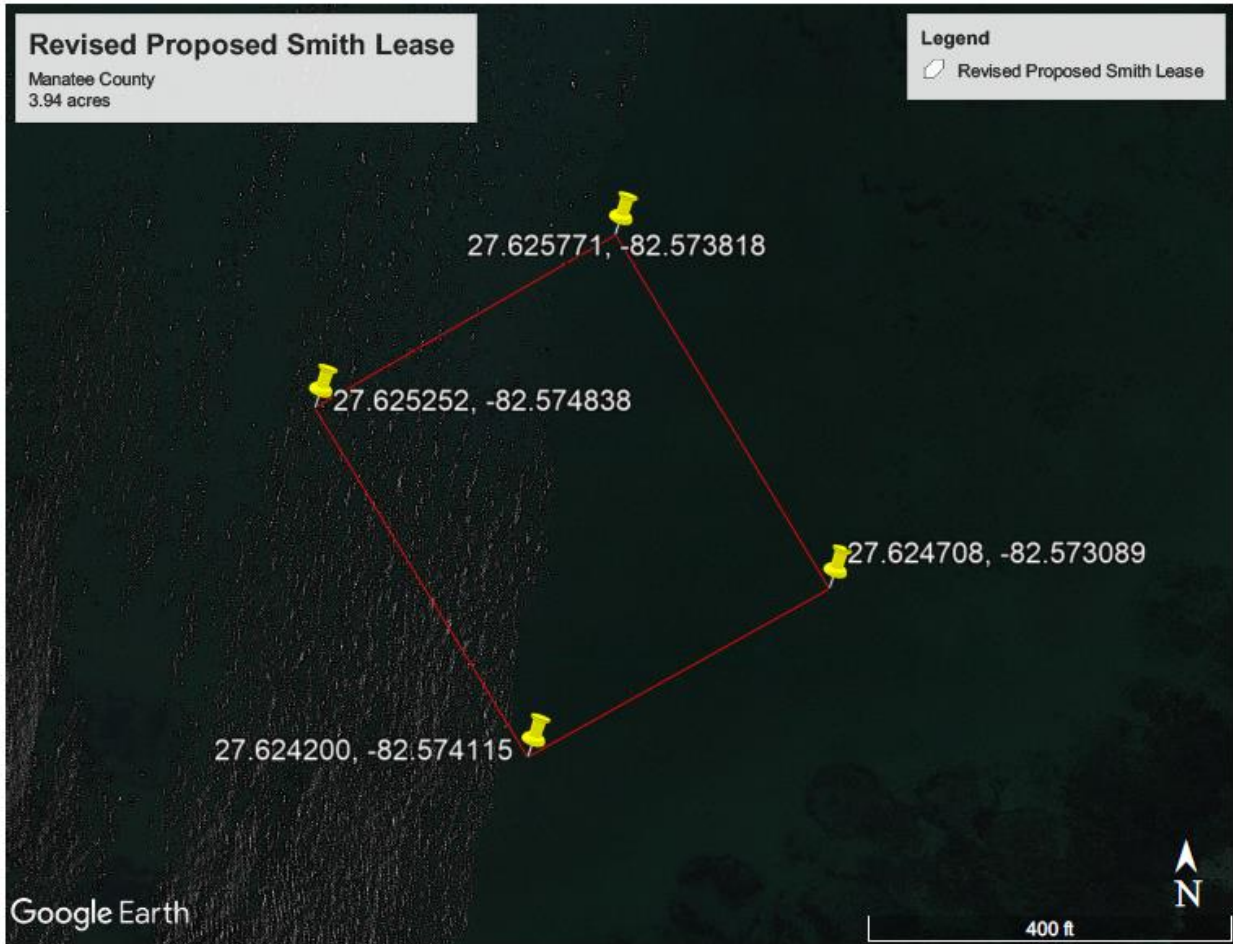 Revised Proposed Smith Lease
Manatee County
3.94 acres
Legend
Revised Proposed Smith Lease
27.625771, -82.573818
27.625252, -82.574838
27.624708, -82.573089
27.624200, -82.574115
N
Google Earth
400 ft